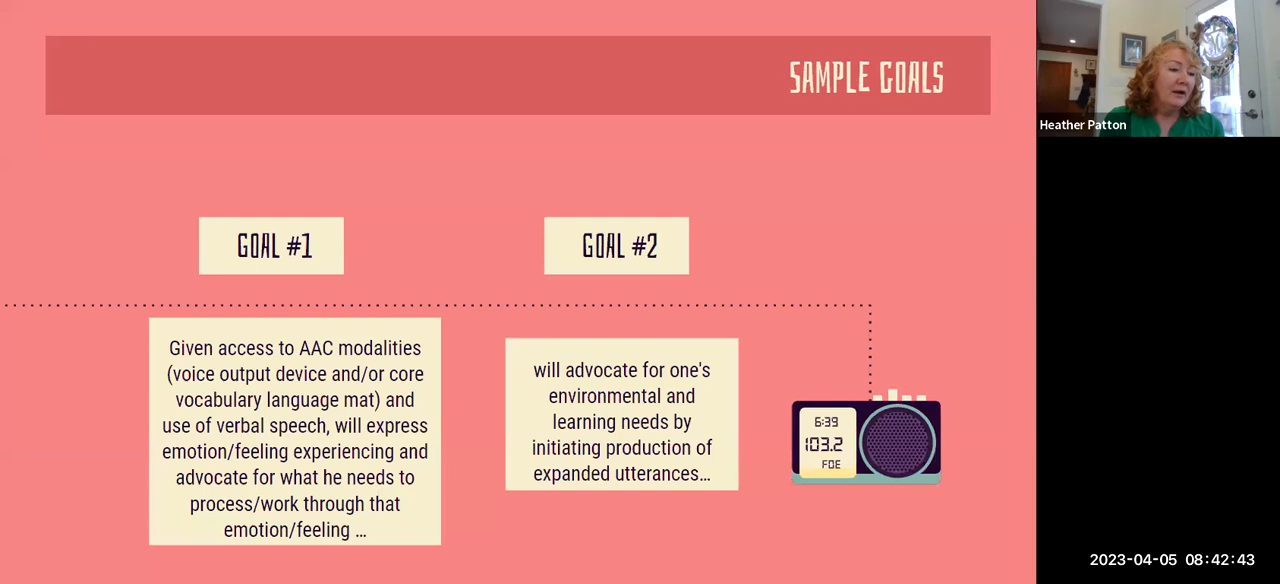 SAMPLE GOALS
Heather Patton
GOAL #1
GOAL #2
Given access to AAC modalities
(voice output device and/or core
vocabulary language mat) and
use of verbal speech, will express
emotion/feeling experiencing and
advocate for what he needs to
process/work through that
emotion/feeling ...
will advocate for one's
environmental and
learning needs by
initiating production of
expanded utterances...
6:39
103.2
FOE
2023-04-05 08:42:43